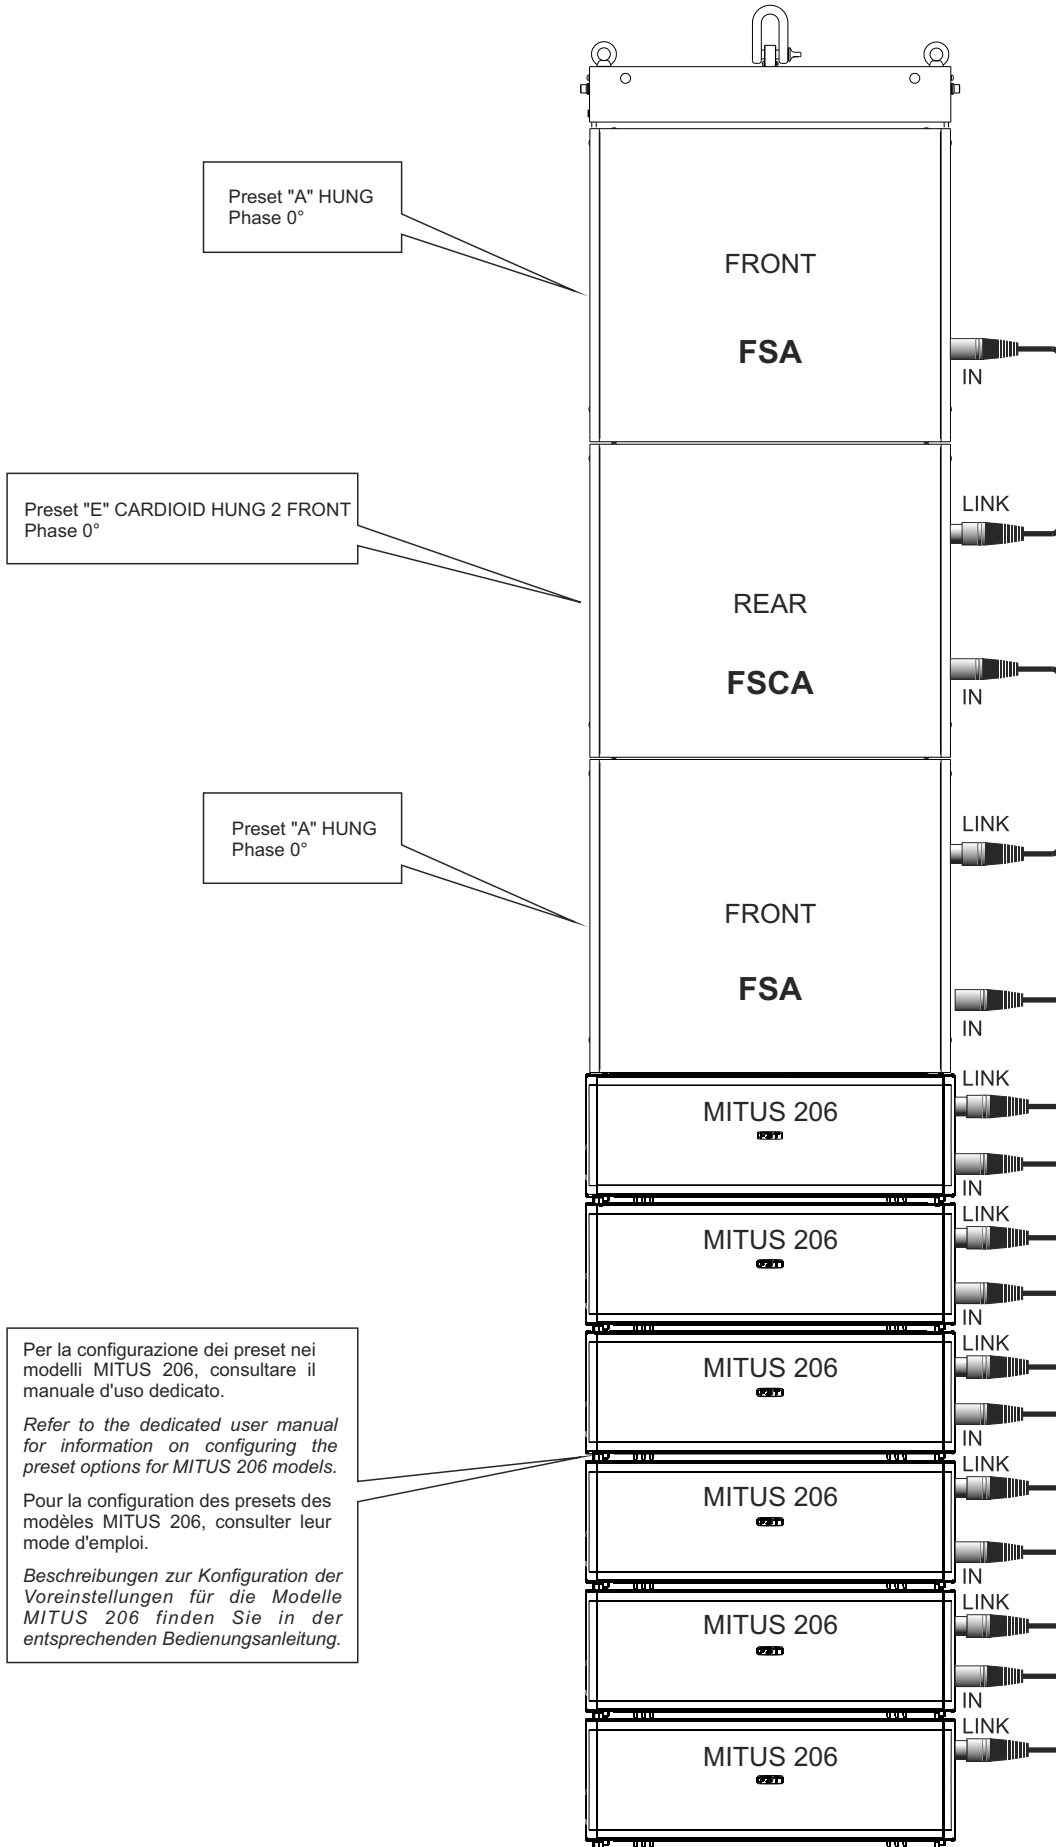 Preset "A" HUNG
Phase 0°
FRONT
FSA
IN
Preset "E" CARDIOID HUNG 2 FRONT
Phase 0°
LINK
REAR
FSCA
IN
Preset "A" HUNG
Phase 0°
LINK
FRONT
FSA
IN
LINK
MITUS 206
IN
LINK
MITUS 206
IN
LINK
MITUS 206
IN
Per la configurazione dei preset nei
modelli MITUS 206, consultare il
manuale d'uso dedicato.
Refer to the dedicated user manual
for information on configuring the
preset options for MITUS 206 models.
Pour la configuration des presets des
modèles MITUS 206, consulter leur
mode d'emploi.
Beschreibungen zur Konfiguration der
Voreinstellungen für die Modelle
MITUS 206 finden Sie in der
entsprechenden Bedienungsanleitung.
LINK
MITUS 206
IN
LINK
MITUS 206
IN
LINK
MITUS 206